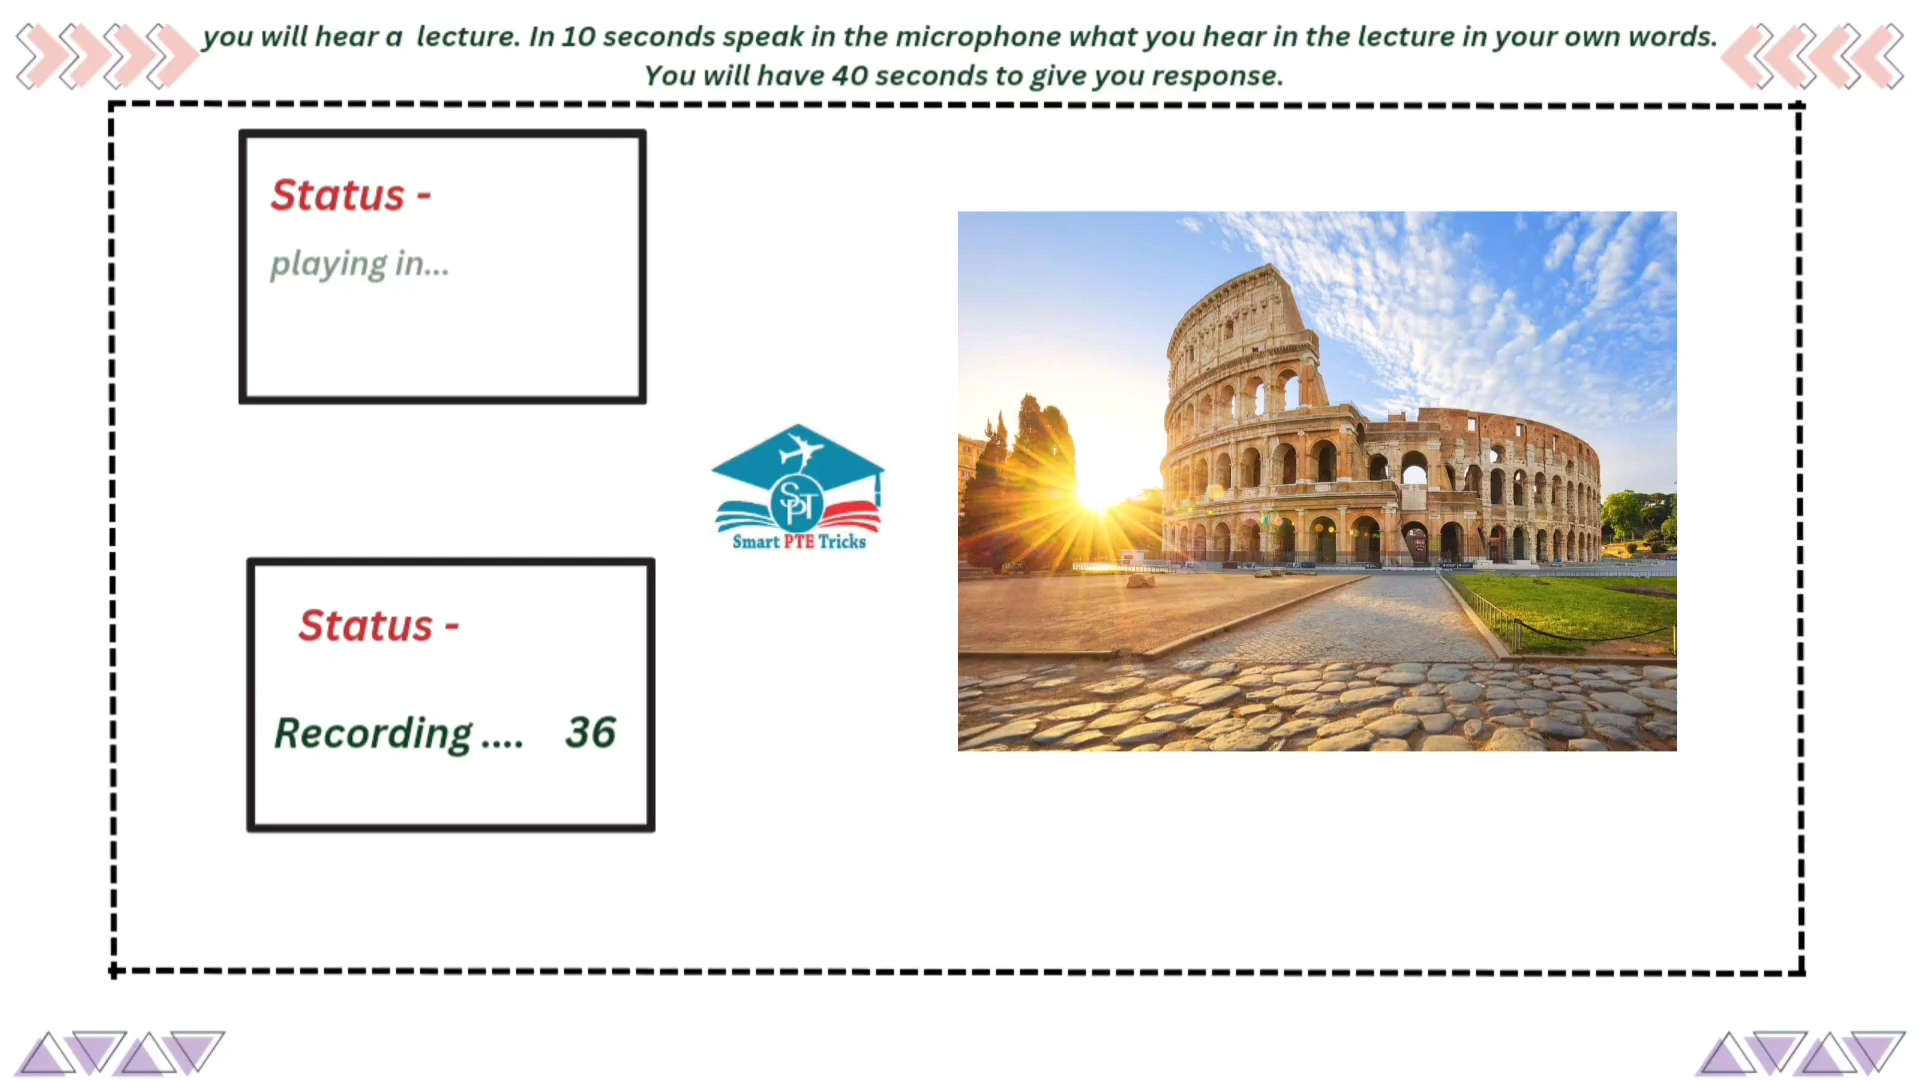 you will hear a lecture. In 10 seconds speak in the microphone what you hear in the lecture in your own words.
You will have 40 seconds to give you response.
Status -
playing in...
SPT
Smart PTE Tricks
Status -
Recording .... 36